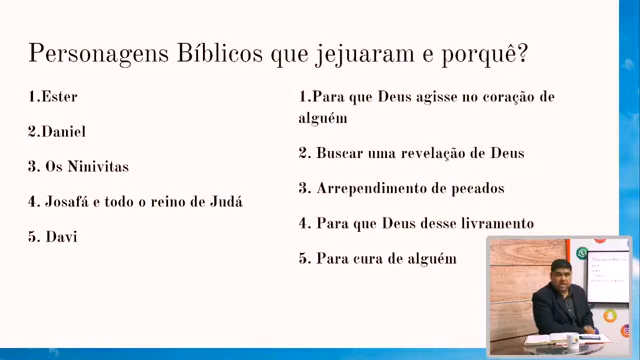 Personagens Bíblicos que jejuaram e porquê?
1.Ester
2.Daniel
3. Os Ninivitas
4. Josafá e todo o reino de Judá
5. Davi
1.Para que Deus agisse no coração de
alguém
2. Buscar uma revelação de Deus
3. Arrependimento de pecados
4. Para que Deus desse livramento
5. Para cura de alguém